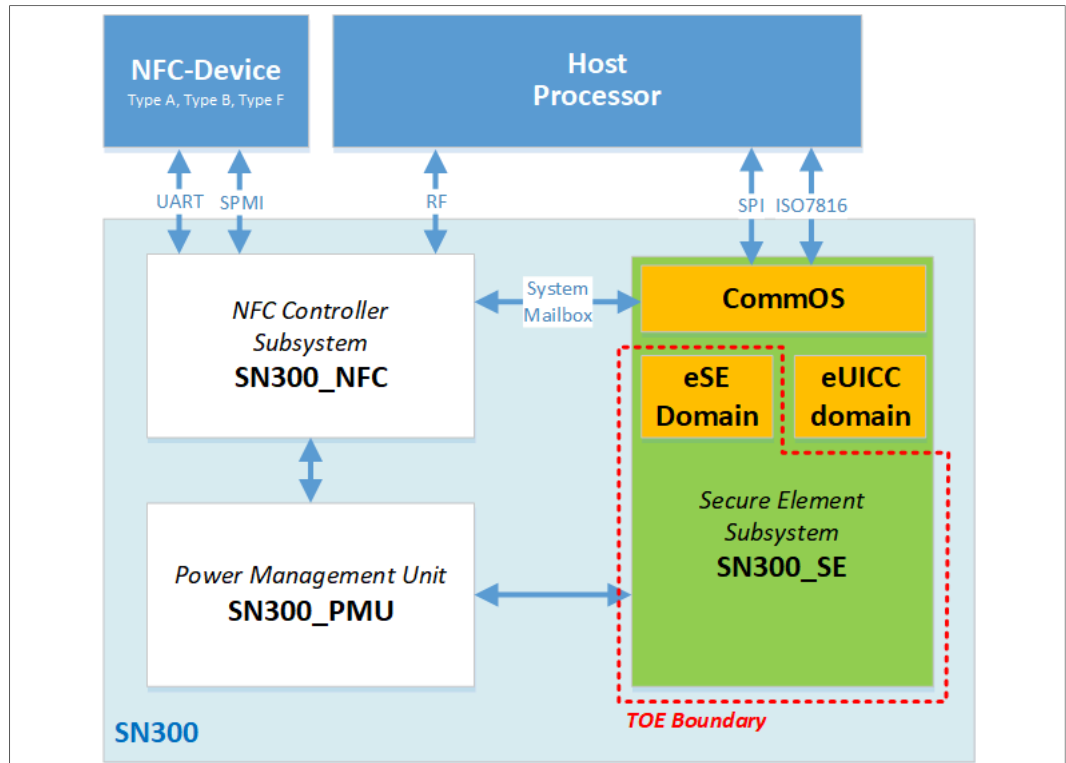 NFC-Device
Type A, Type B, Type F
Host
Processor
UART
SPMI
RF
SPI
ISO7816
NFC Controller
Subsystem
SN300_NFC
System
Mailbox
CommOS
eSE
Domain
eUICC
domain
Secure Element
Subsystem
SN300_SE
Power Management Unit
SN300_PMU
TOE Boundary
SN300